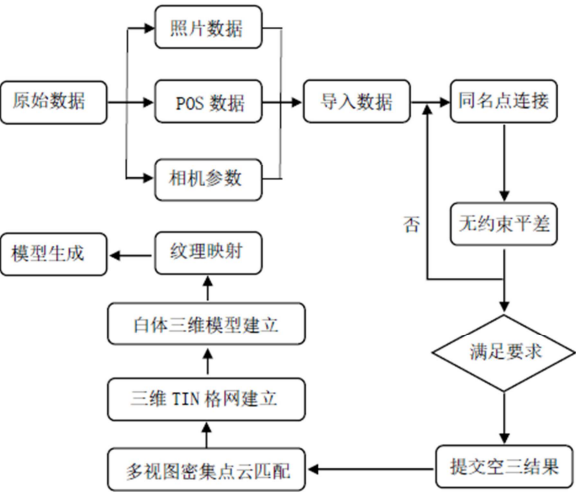 照片数据
原始数据
POS 数据
导入数据
同名点连接
相机参数
否
无约束平差
模型生成
纹理映射
白体三维模型建立
满足要求
三维 TIN 格网建立
多视图密集点云匹配
提交空三结果